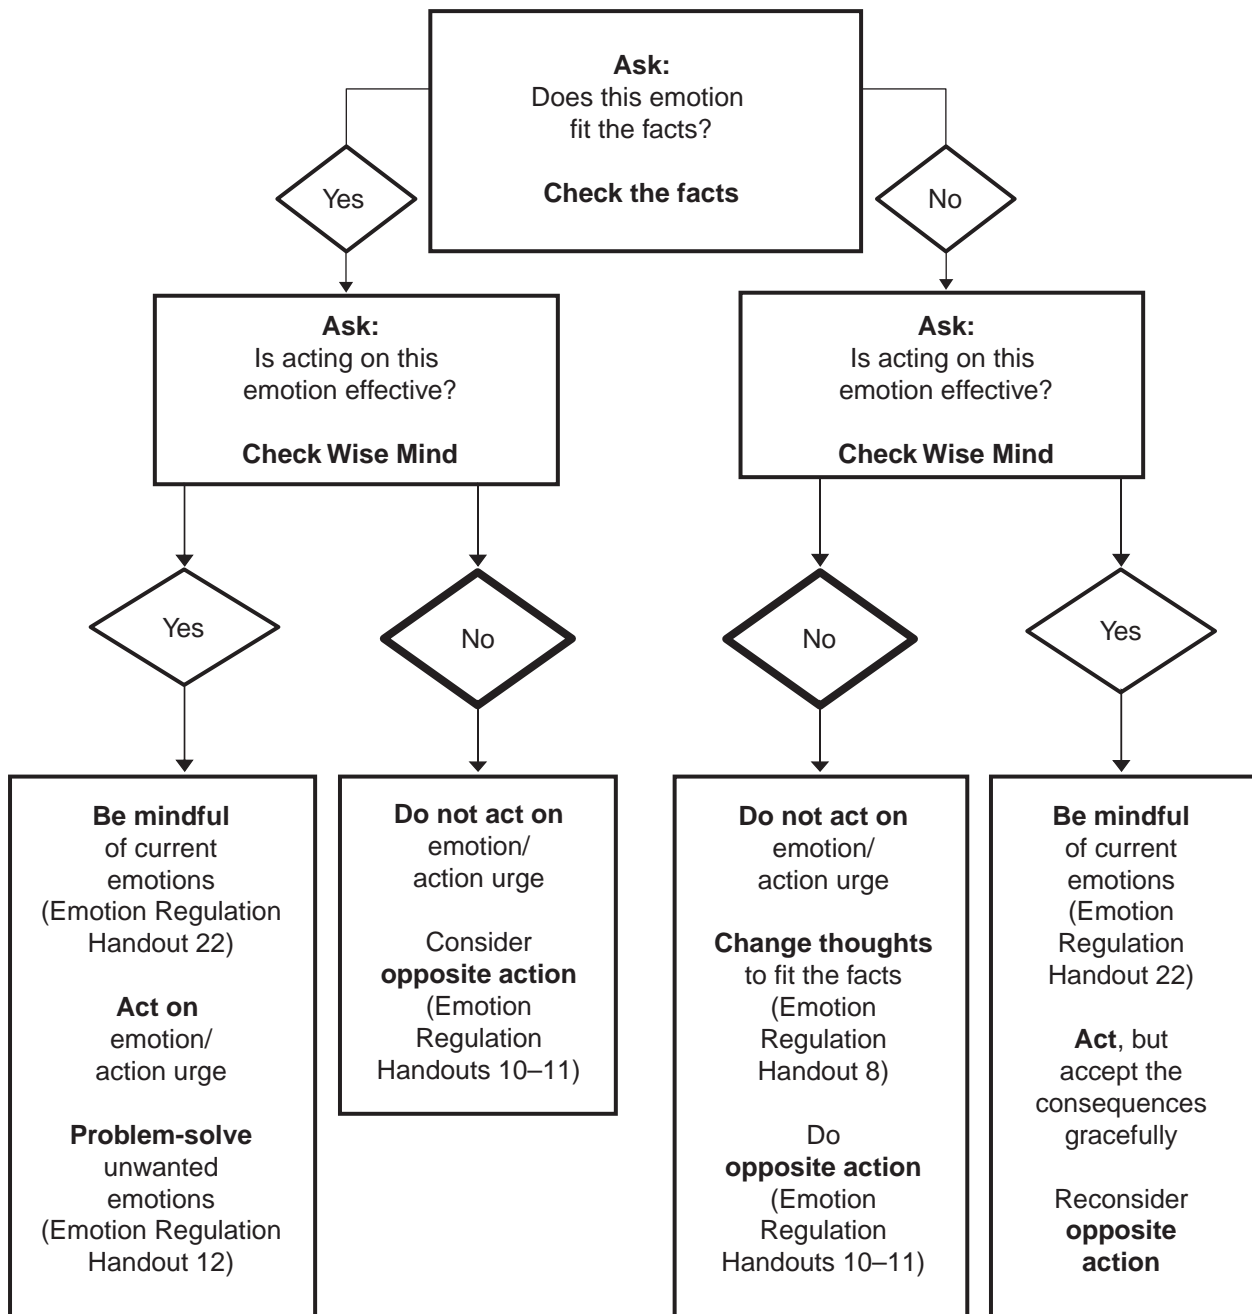 Ask:
Does this emotion
fit the facts?
Check the facts
Yes
No
Ask:
Is acting on this
emotion effective?
Check Wise Mind
Ask:
Is acting on this
emotion effective?
Check Wise Mind
Yes
No
No
Yes
Be mindful
of current
emotions
(Emotion Regulation
Handout 22)
Act on
emotion/
action urge
Problem-solve
unwanted
emotions
(Emotion Regulation
Handout 12)
Do not act on
emotion/
action urge
Consider
opposite action
(Emotion
Regulation
Handouts 10–11)
Do not act on
emotion/
action urge
Change thoughts
to fit the facts
(Emotion
Regulation
Handout 8)
Do
opposite action
(Emotion
Regulation
Handouts 10–11)
Be mindful
of current
emotions
(Emotion
Regulation
Handout 22)
Act, but
accept the
consequences
gracefully
Reconsider
opposite
action